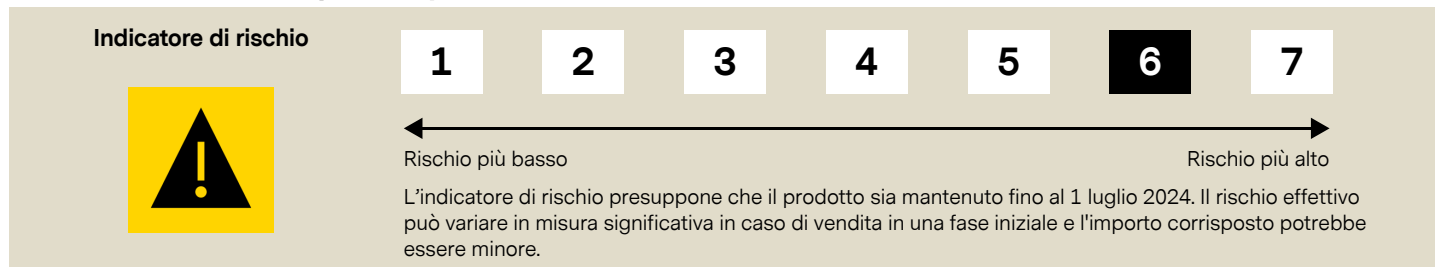 Indicatore di rischio
1 2 3 4 5 6 7
Rischio più basso
Rischio più alto
L'indicatore di rischio presuppone che il prodotto sia mantenuto fino al 1 luglio 2024. Il rischio effettivo
può variare in misura significativa in caso di vendita in una fase iniziale e l'importo corrisposto potrebbe
essere minore.